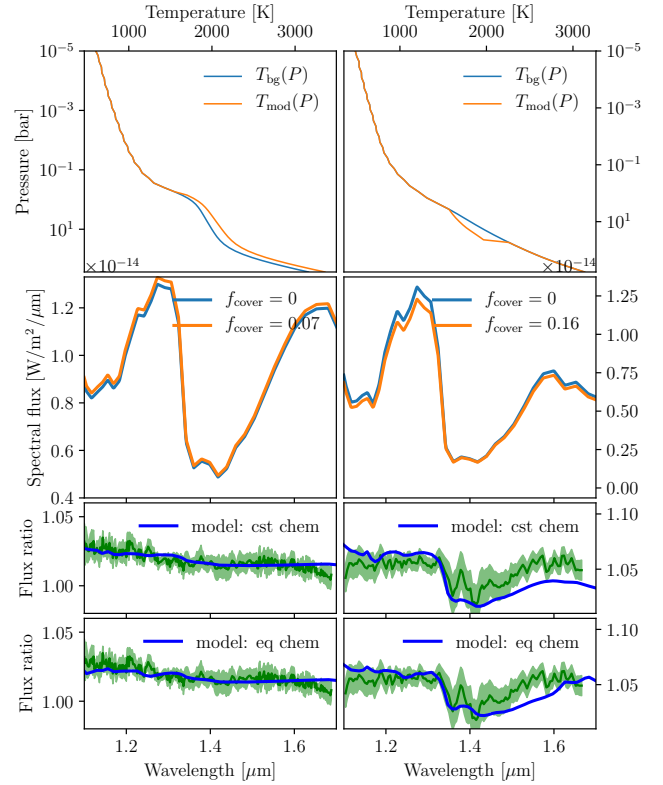 Temperature [K]
Temperature [K]
1000
2000
3000
1000
2000
3000
10⁻⁵
10⁻³
10⁻¹
10¹
Pressure [bar]
T_bg(P)
T_mod(P)
×10⁻¹⁴
T_bg(P)
T_mod(P)
10⁻⁵
10⁻³
10⁻¹
10¹
×10⁻¹⁴
Spectral flux [W/m²/μm]
1.2
1.0
0.8
0.6
0.4
f_cover = 0
f_cover = 0.07
f_cover = 0
f_cover = 0.16
1.25
1.00
0.75
0.50
0.25
0.00
Flux ratio
1.05
1.00
model: cst chem
model: cst chem
1.10
1.05
Flux ratio
1.05
1.00
model: eq chem
model: eq chem
1.10
1.05
1.2
1.4
1.6
1.2
1.4
1.6
Wavelength [μm]
Wavelength [μm]